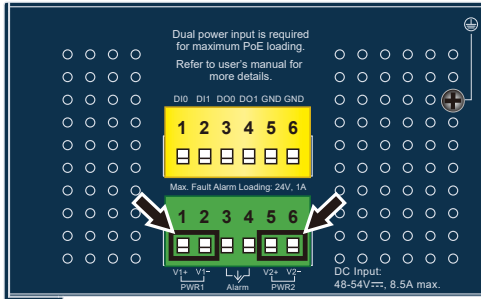 Dual power input is required
for maximum PoE loading.
Refer to user's manual for
more details.
DI0 DI1 DO0 DO1 GND GND
1 2 3 4 5 6
Max. Fault Alarm Loading: 24V, 1A
1 2 3 4 5 6
V1+ V1- V2+ V2-
PWR1 Alarm PWR2
DC Input:
48-54V⎓, 8.5A max.